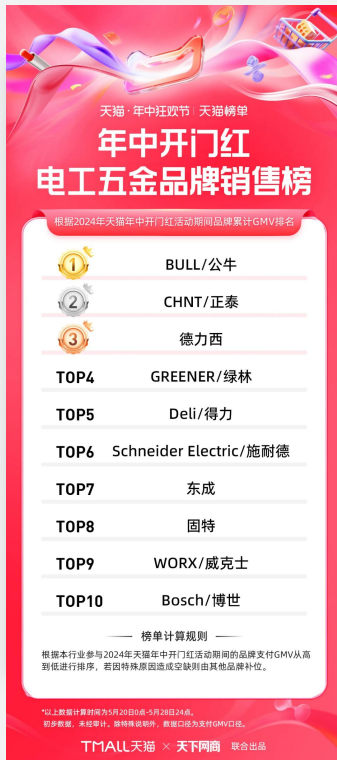 天猫·年中狂欢节 | 天猫榜单
年中开门红
电工五金品牌销售榜
根据2024年天猫年中开门红活动期间品牌累计GMV排名
1 BULL/公牛
2 CHNT/正泰
3 德力西
TOP4 GREENER/绿林
TOP5 Deli/得力
TOP6 Schneider Electric/施耐德
TOP7 东成
TOP8 固特
TOP9 WORX/威克士
TOP10 Bosch/博世
榜单计算规则
根据本行业参与2024年天猫年中开门红活动期间的品牌支付GMV从高
到低进行排序，若因特殊原因造成空缺则由其他品牌补位。
*以上数据计算时间为5月20日0点-5月28日24点。
初步数据，未经审计。除特殊说明外，数据口径为支付GMV口径。
TMALL天猫 × 天下网商 联合出品